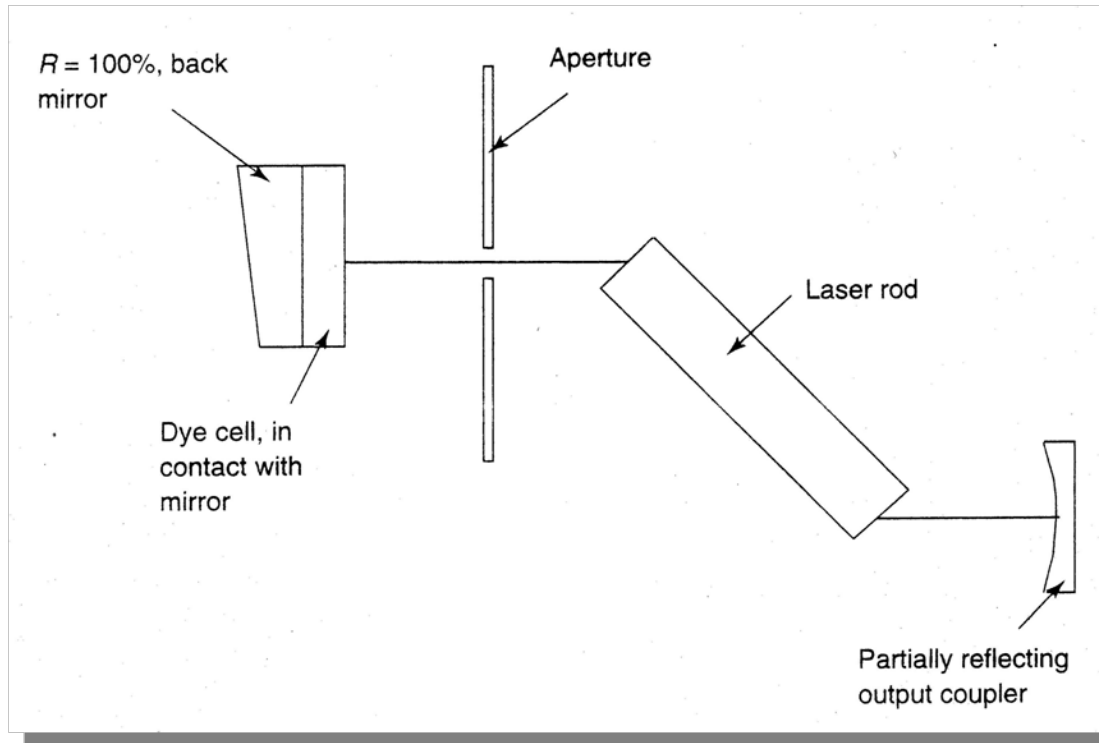 R = 100%, back
mirror
Aperture
Laser rod
Dye cell, in
contact with
mirror
Partially reflecting
output coupler